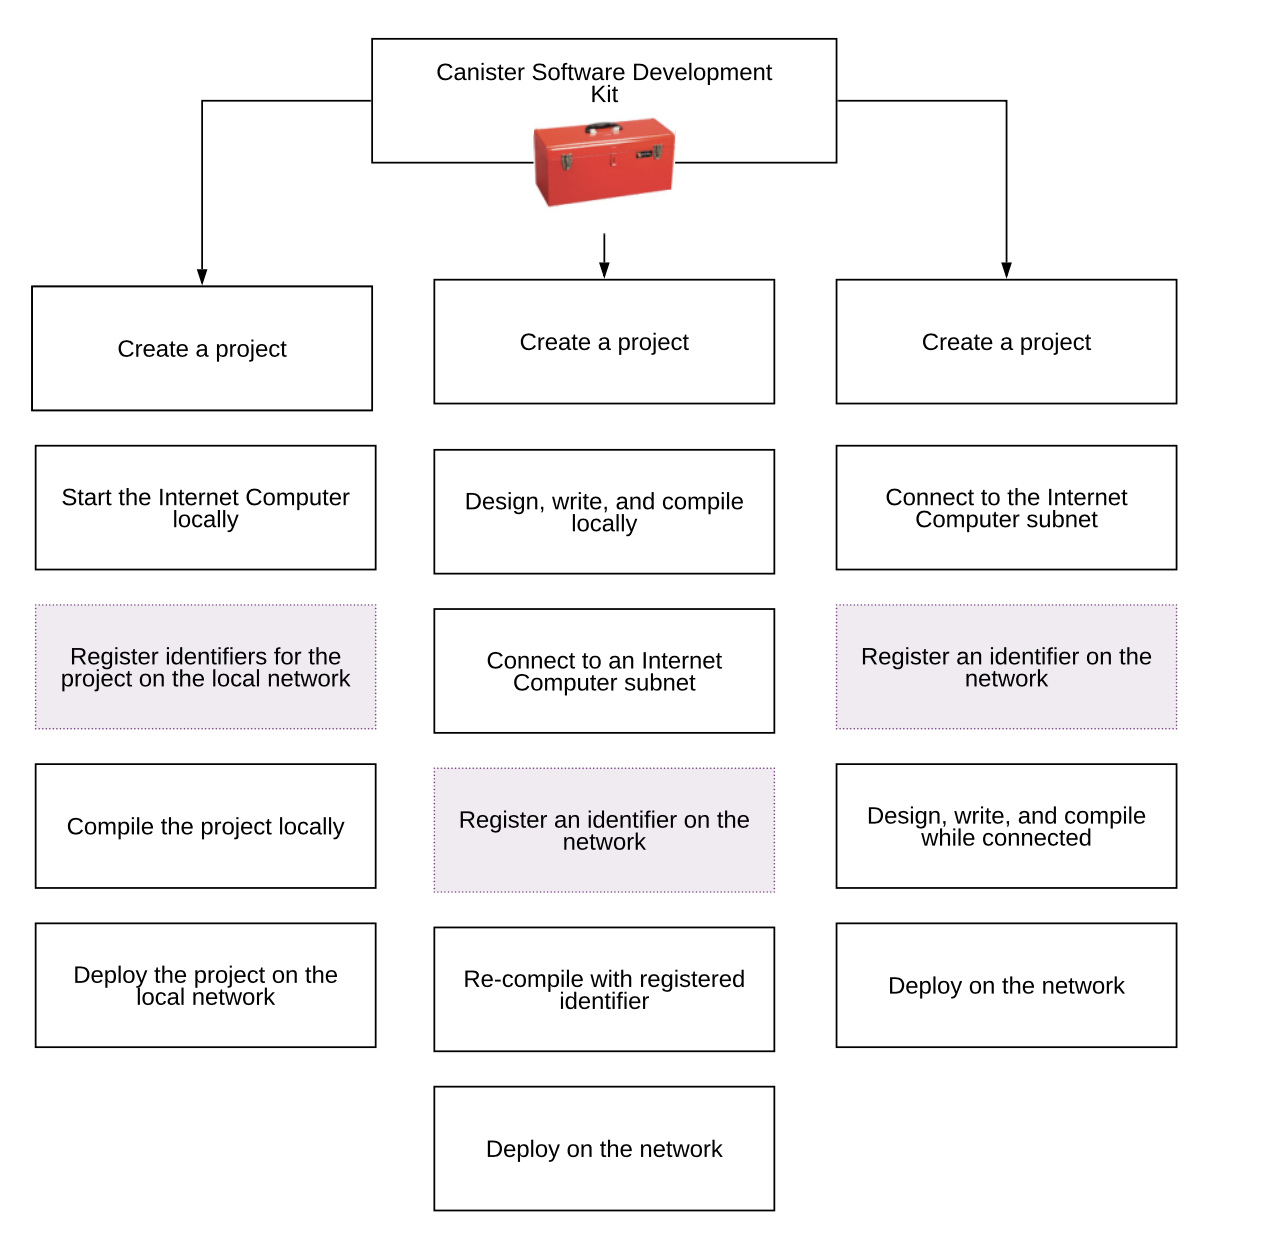 Canister Software Development
Kit
Create a project
Start the Internet Computer
locally
Register identifiers for the
project on the local network
Compile the project locally
Deploy the project on the
local network
Create a project
Design, write, and compile
locally
Connect to an Internet
Computer subnet
Register an identifier on the
network
Re-compile with registered
identifier
Deploy on the network
Create a project
Connect to the Internet
Computer subnet
Register an identifier on the
network
Design, write, and compile
while connected
Deploy on the network